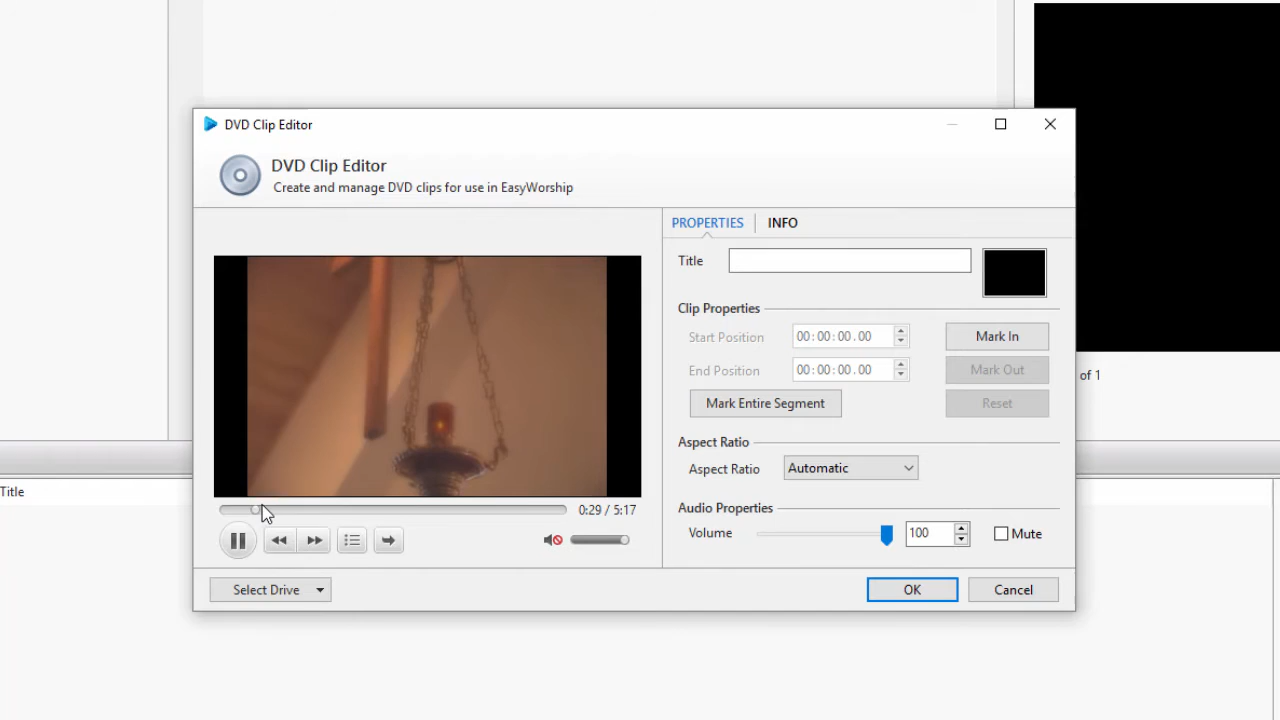 DVD Clip Editor
DVD Clip Editor
Create and manage DVD clips for use in EasyWorship
PROPERTIES INFO
Title
Clip Properties
Start Position 00:00:00.00 Mark In
End Position 00:00:00.00 Mark Out
Mark Entire Segment Reset
Aspect Ratio
Aspect Ratio Automatic
0:29 / 5:17
Audio Properties
Volume 100 Mute
Select Drive OK Cancel
of 1
Title